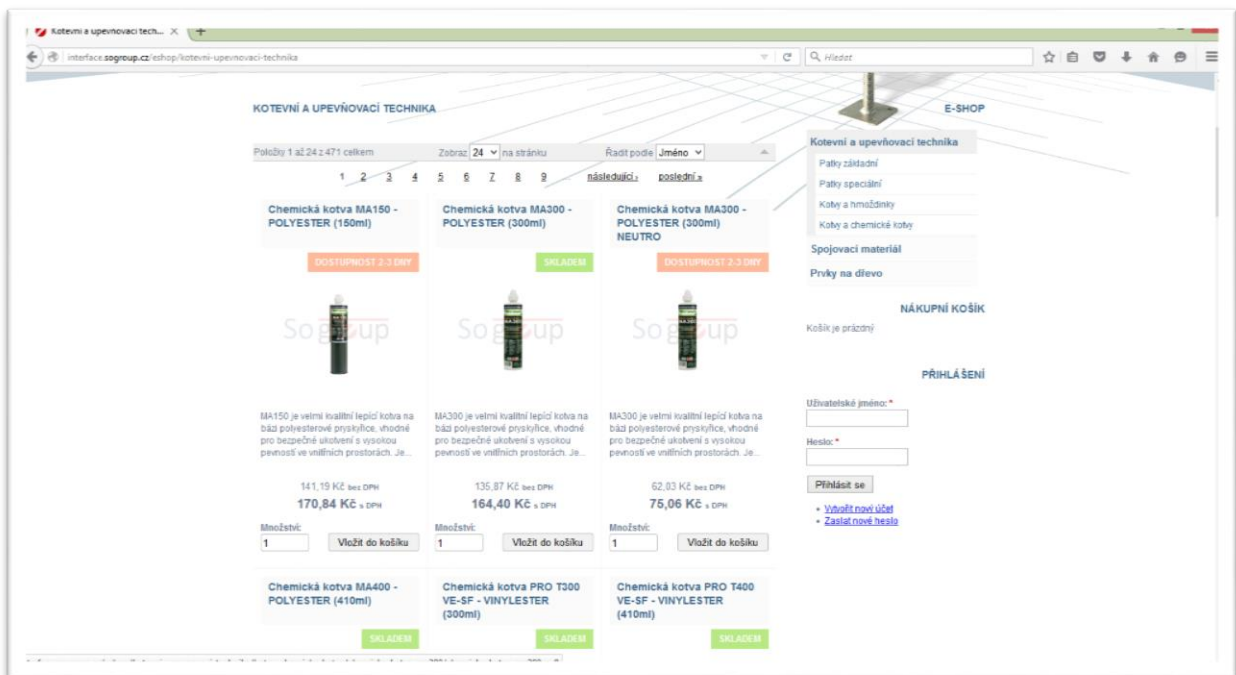 Kotevní a upevňovací tech...
interface.sogroup.cz/eshop/kotevni-upevnovaci-technika
Hledat
KOTEVNÍ A UPEVŇOVACÍ TECHNIKA
E-SHOP
Položky 1 až 24 z 471 celkem
Zobraz 24 na stránku
Řadit podle Jméno
1 2 3 4 5 6 7 8 9 … následující › poslední »
Chemická kotva MA150 -
POLYESTER (150ml)
DOSTUPNOST 2-3 DNY
Sogroup
MA150 je velmi kvalitní lepící kotva na
bázi polyesterové pryskyřice, vhodné
pro bezpečné ukotvení s vysokou
pevností ve vnitřních prostorách. Je...
141,19 Kč bez DPH
170,84 Kč s DPH
Množství:
1
Vložit do košíku
Chemická kotva MA300 -
POLYESTER (300ml)
SKLADEM
Sogroup
MA300 je velmi kvalitní lepící kotva na
bázi polyesterové pryskyřice, vhodné
pro bezpečné ukotvení s vysokou
pevností ve vnitřních prostorách. Je...
135,87 Kč bez DPH
164,40 Kč s DPH
Množství:
1
Vložit do košíku
Chemická kotva MA300 -
POLYESTER (300ml)
NEUTRO
DOSTUPNOST 2-3 DNY
Sogroup
MA300 je velmi kvalitní lepící kotva na
bázi polyesterové pryskyřice, vhodné
pro bezpečné ukotvení s vysokou
pevností ve vnitřních prostorách. Je...
62,03 Kč bez DPH
75,06 Kč s DPH
Množství:
1
Vložit do košíku
Chemická kotva MA400 -
POLYESTER (410ml)
SKLADEM
Chemická kotva PRO T300
VE-SF - VINYLESTER
(300ml)
SKLADEM
Chemická kotva PRO T400
VE-SF - VINYLESTER
(410ml)
SKLADEM
Kotevní a upevňovací technika
Patky základní
Patky speciální
Kotvy a hmoždinky
Kotvy a chemické kotvy
Spojovací materiál
Prvky na dřevo
NÁKUPNÍ KOŠÍK
Košík je prázdný
PŘIHLÁŠENÍ
Uživatelské jméno: *
Heslo: *
Přihlásit se
Vytvořit nový účet
Zaslat nové heslo